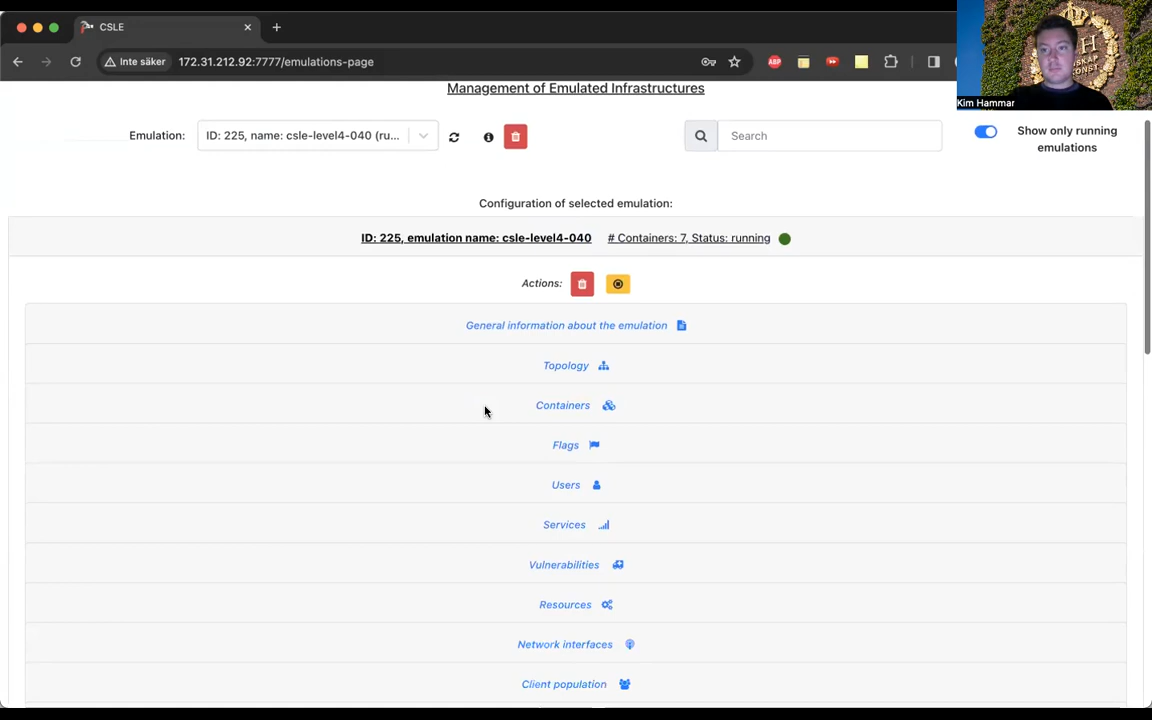 CSLE
Inte säker
172.31.212.92:7777/emulations-page
ABP
Kim Hammar
Management of Emulated Infrastructures
Emulation:
ID: 225, name: csle-level4-040 (ru...
Search
Show only running
emulations
Configuration of selected emulation:
ID: 225, emulation name: csle-level4-040
# Containers: 7, Status: running
Actions:
General information about the emulation
Topology
Containers
Flags
Users
Services
Vulnerabilities
Resources
Network interfaces
Client population